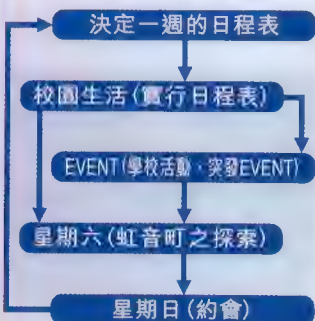 決定一週的日程表
校園生活(實行日程表)
EVENT(學校活動、突發EVENT)
星期六(虹音町之探索)
星期日(約會)